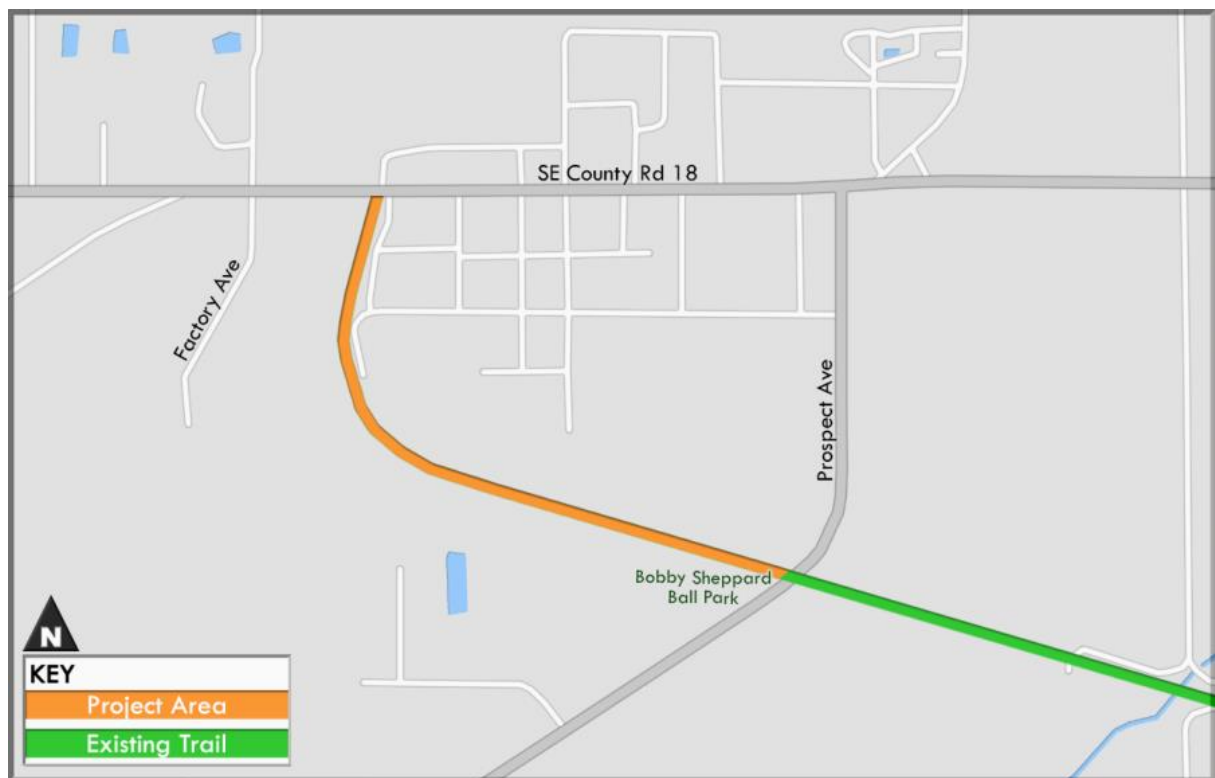 SE County Rd 18
Factory Ave
Prospect Ave
Bobby Sheppard
Ball Park
N
KEY
Project Area
Existing Trail